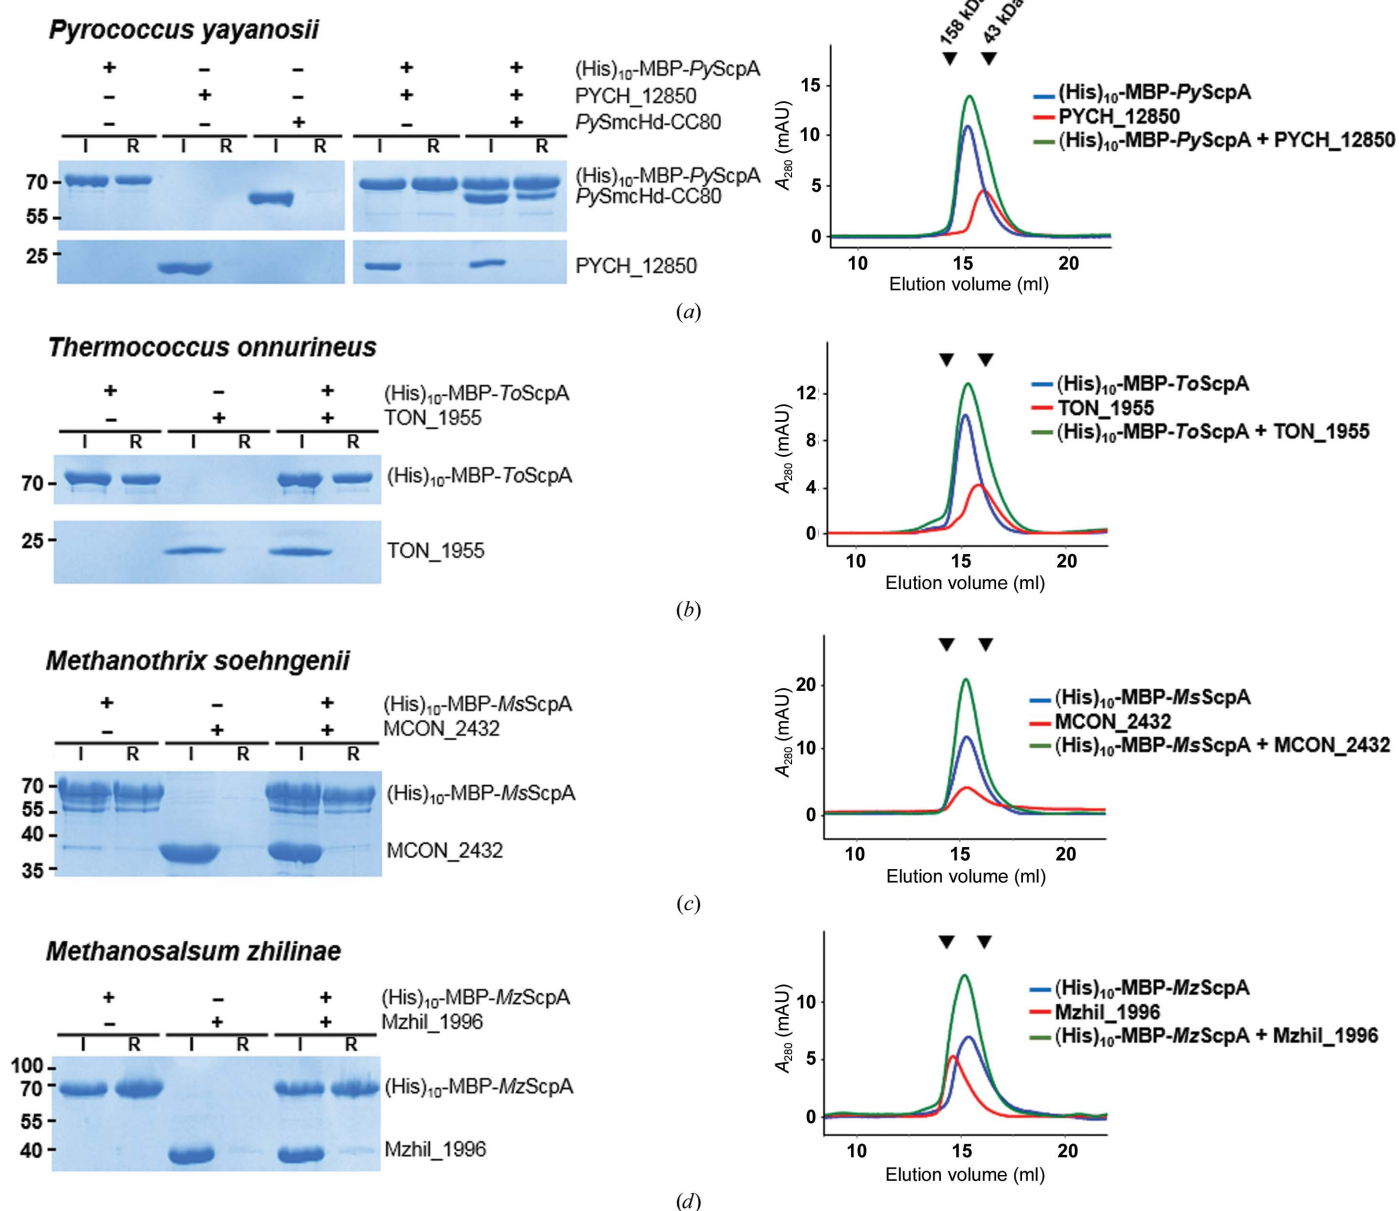 Pyrococcus yayanosii
+ – – + + (His)10-MBP-PyScpA
– + – + + PYCH_12850
– – + – + PySmcHd-CC80
I R I R I R I R I R
70
55
25
(His)10-MBP-PyScpA
PySmcHd-CC80
PYCH_12850
158 kDa 43 kDa
A280 (mAU)
15
10
5
0
10 15 20
Elution volume (ml)
(His)10-MBP-PyScpA
PYCH_12850
(His)10-MBP-PyScpA + PYCH_12850
(a)
Thermococcus onnurineus
+ – + (His)10-MBP-ToScpA
– + + TON_1955
I R I R I R
70
25
(His)10-MBP-ToScpA
TON_1955
A280 (mAU)
12
8
4
0
10 15 20
Elution volume (ml)
(His)10-MBP-ToScpA
TON_1955
(His)10-MBP-ToScpA + TON_1955
(b)
Methanothrix soehngenii
+ – + (His)10-MBP-MsScpA
– + + MCON_2432
I R I R I R
70
55
40
35
(His)10-MBP-MsScpA
MCON_2432
A280 (mAU)
20
10
0
10 15 20
Elution volume (ml)
(His)10-MBP-MsScpA
MCON_2432
(His)10-MBP-MsScpA + MCON_2432
(c)
Methanosalsum zhilinae
+ – + (His)10-MBP-MzScpA
– + + Mzhil_1996
I R I R I R
100
70
55
40
(His)10-MBP-MzScpA
Mzhil_1996
A280 (mAU)
10
5
0
10 15 20
Elution volume (ml)
(His)10-MBP-MzScpA
Mzhil_1996
(His)10-MBP-MzScpA + Mzhil_1996
(d)